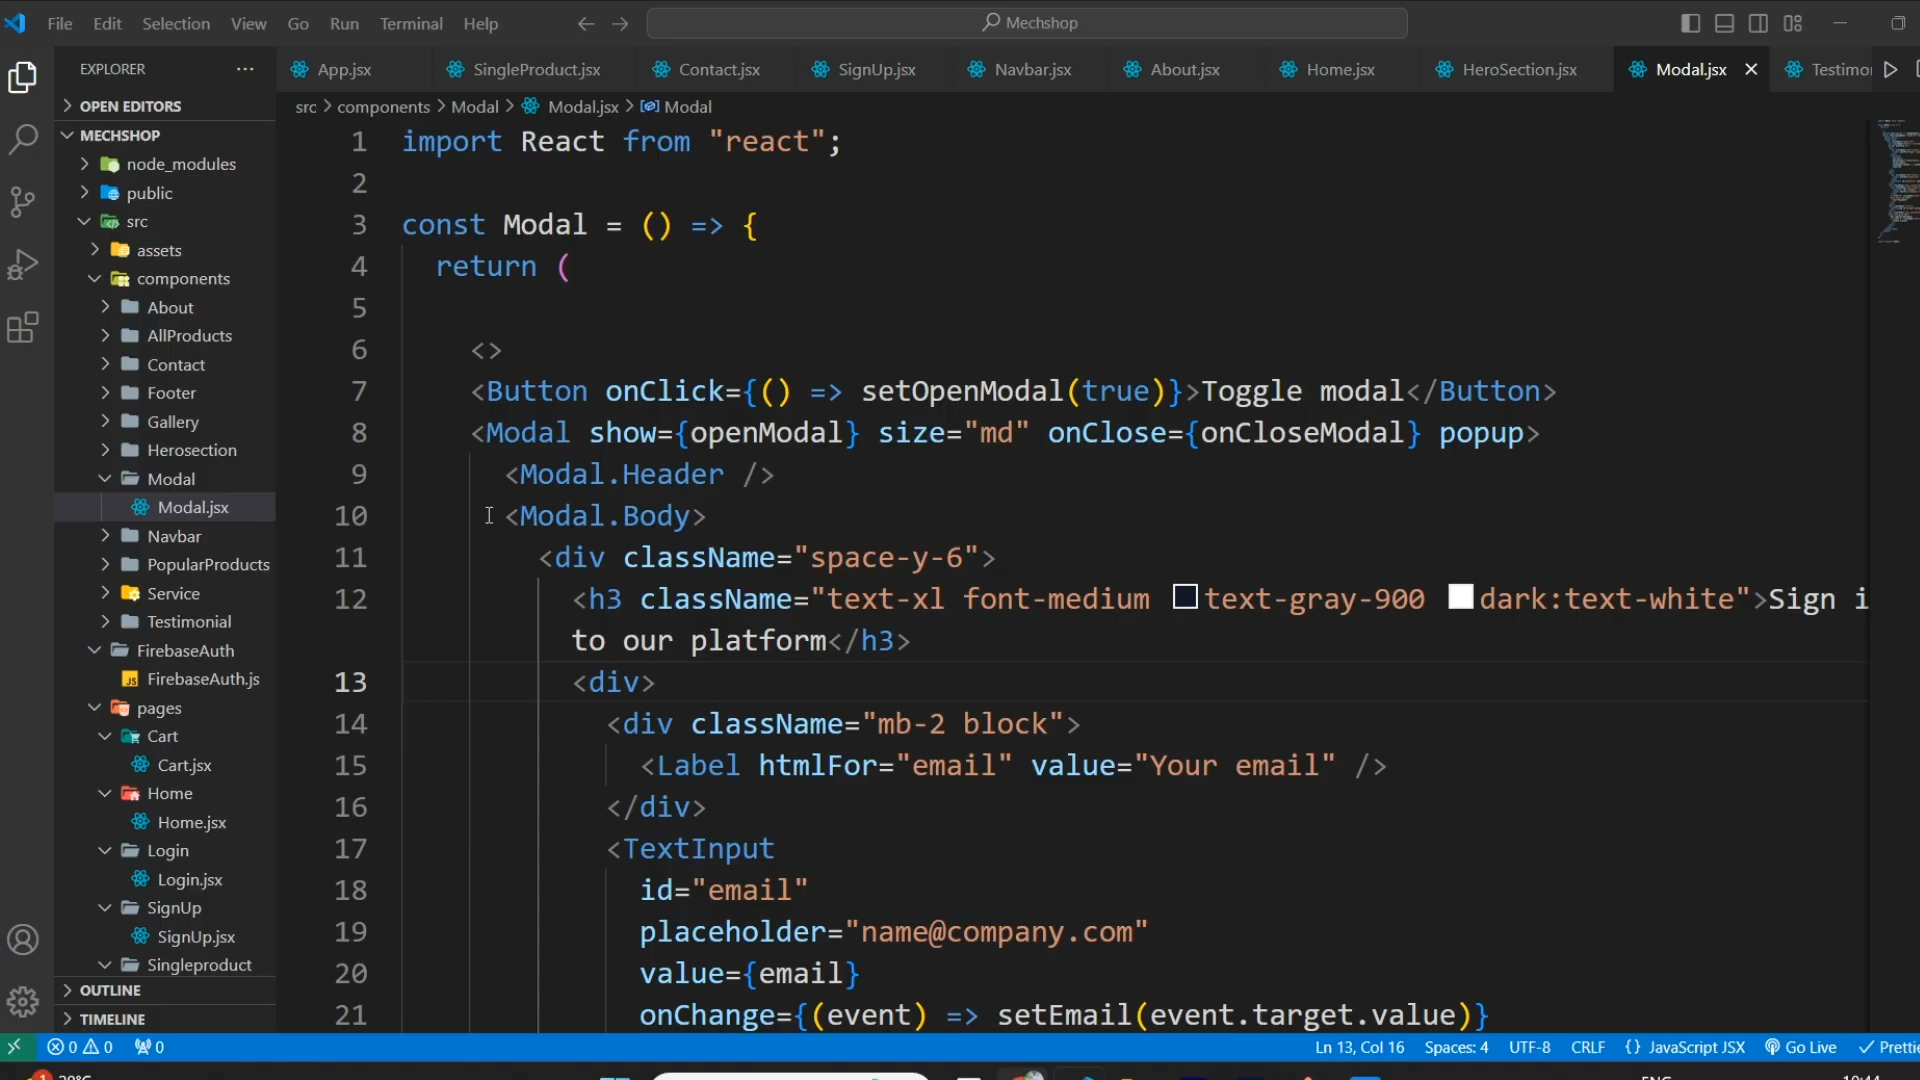 File Edit Selection View Go Run Terminal Help
Mechshop
EXPLORER
App.jsx SingleProduct.jsx Contact.jsx SignUp.jsx Navbar.jsx About.jsx Home.jsx HeroSection.jsx Modal.jsx
OPEN EDITORS
MECHSHOP
node_modules
public
src
assets
components
About
AllProducts
Contact
Footer
Gallery
Herosection
Modal
Modal.jsx
Navbar
PopularProducts
Service
Testimonial
FirebaseAuth
JS FirebaseAuth.js
pages
Cart
Cart.jsx
Home
Home.jsx
Login
Login.jsx
SignUp
SignUp.jsx
Singleproduct
OUTLINE
TIMELINE
src > components > Modal > Modal.jsx > Modal
1 import React from "react";
2
3 const Modal = () => {
4 return (
5
6 <>
7 <Button onClick={() => setOpenModal(true)}>Toggle modal</Button>
8 <Modal show={openModal} size="md" onClose={onCloseModal} popup>
9 <Modal.Header />
10 <Modal.Body>
11 <div className="space-y-6">
12 <h3 className="text-xl font-medium text-gray-900 dark:text-white">Sign i
to our platform</h3>
13 <div>
14 <div className="mb-2 block">
15 <Label htmlFor="email" value="Your email" />
16 </div>
17 <TextInput
18 id="email"
19 placeholder="name@company.com"
20 value={email}
21 onChange={(event) => setEmail(event.target.value)}
0 0 0 Ln 13, Col 16 Spaces: 4 UTF-8 CRLF {} JavaScript JSX Go Live